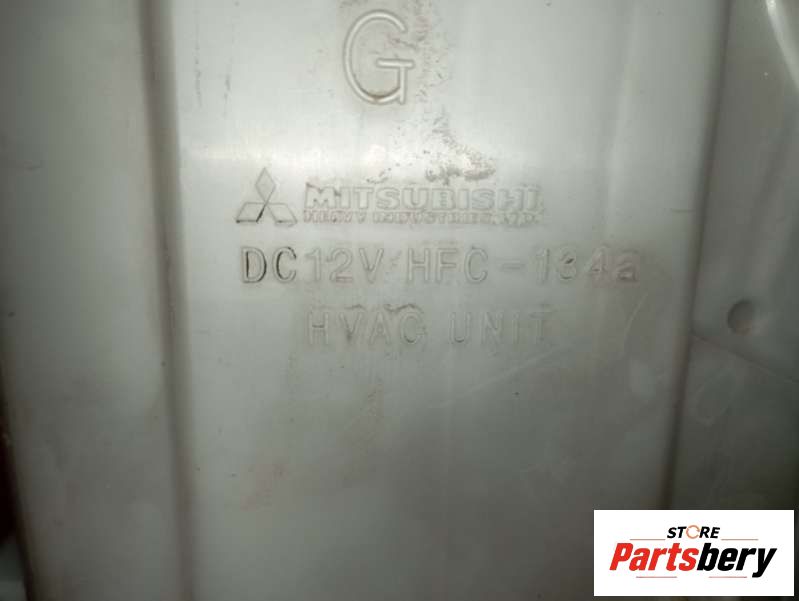 G
MITSUBISHI
HEAVY INDUSTRIES, LTD.
DC12V HFC-134a
HVAC UNIT
STORE
Partsbery